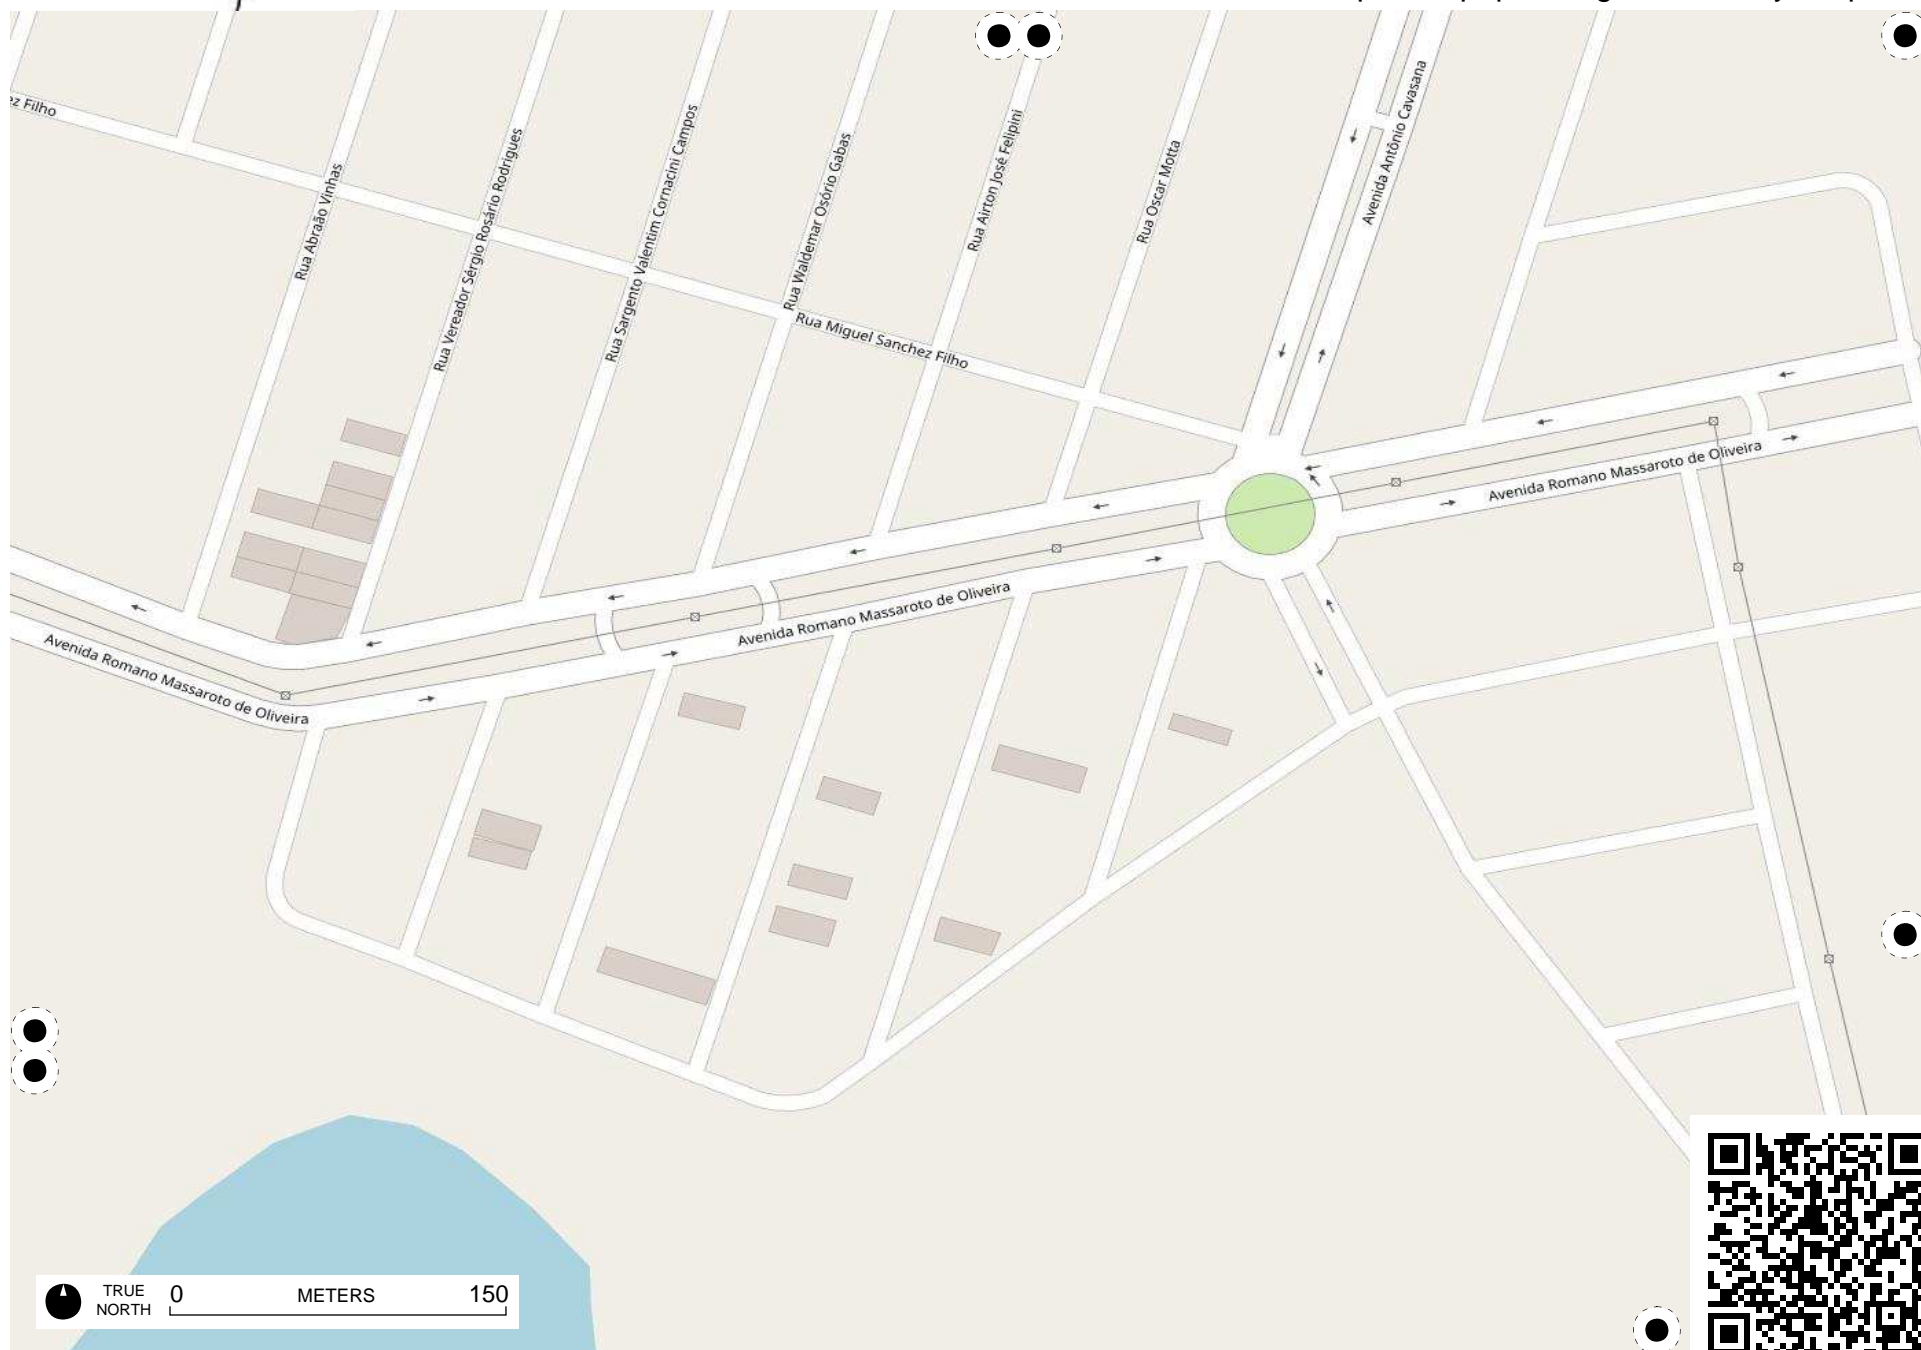 ez Filho
Rua Abraão Vinhas
Rua Vereador Sérgio Rosário Rodrigues
Rua Sargento Valentim Cornacini Campos
Rua Waldemar Osório Gabas
Rua Airton José Felipini
Rua Oscar Motta
Avenida Antônio Cavasana
Rua Miguel Sanchez Filho
Avenida Romano Massaroto de Oliveira
Avenida Romano Massaroto de Oliveira
Avenida Romano Massaroto de Oliveira
TRUE NORTH
0 METERS 150